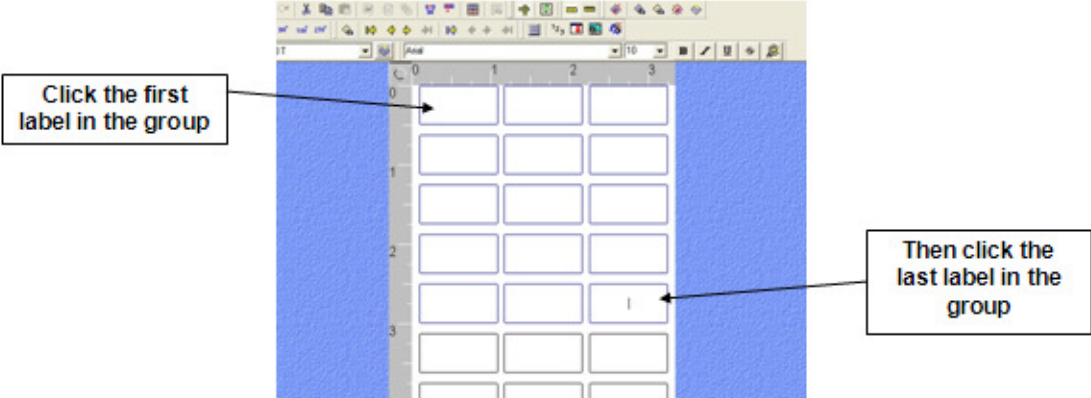 Arial
10
0 1 2 3
0
Click the first
label in the group
1
2
Then click the
last label in the
group
3